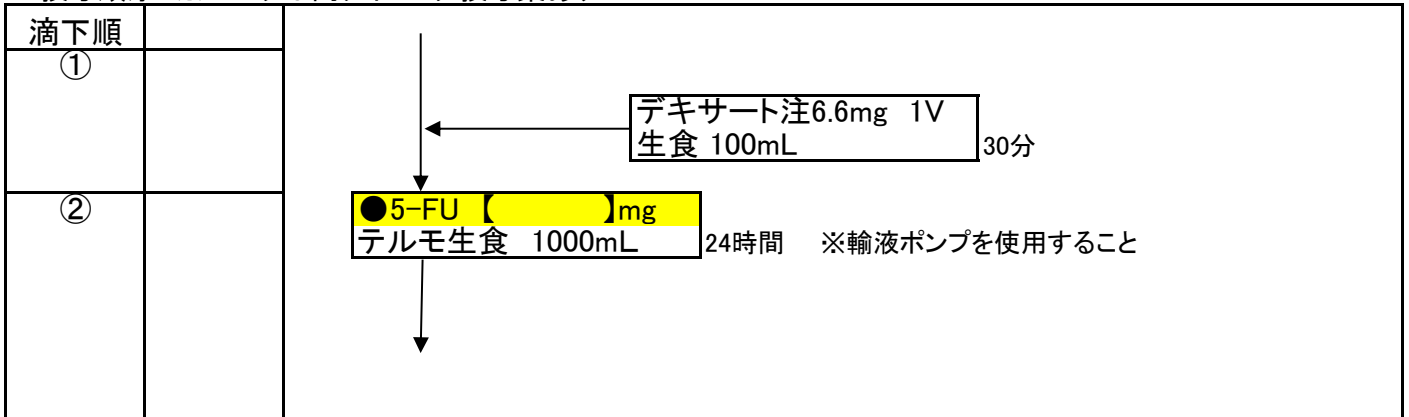 滴下順
①
デキサート注6.6mg 1V
生食 100mL
30分
②
●5-FU 【　　　　】mg
テルモ生食 1000mL
24時間 ※輸液ポンプを使用すること